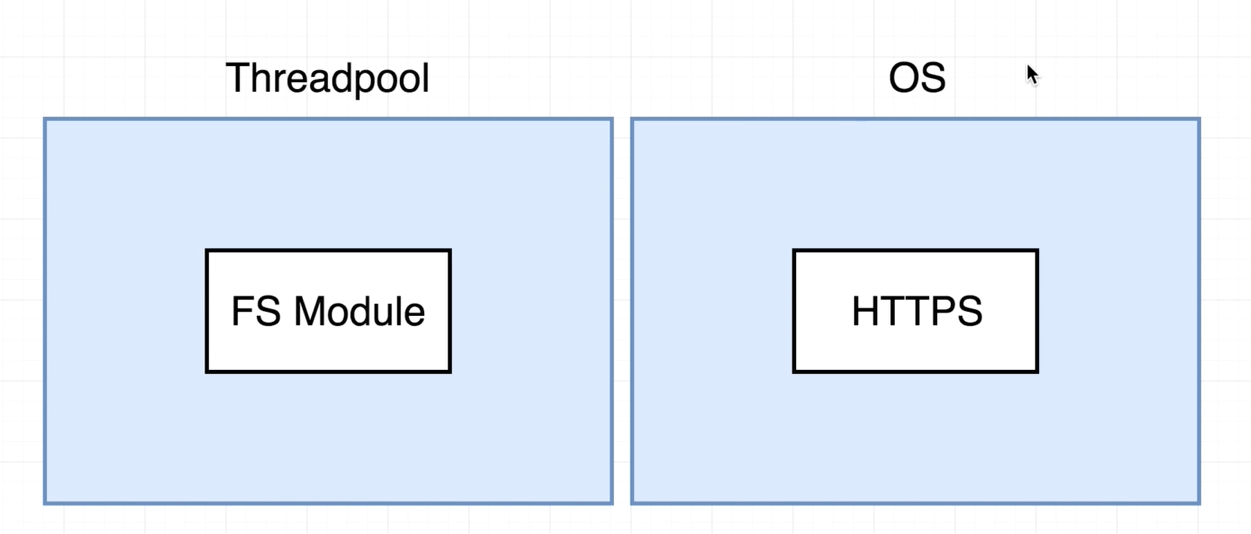 Threadpool
OS
FS Module
HTTPS